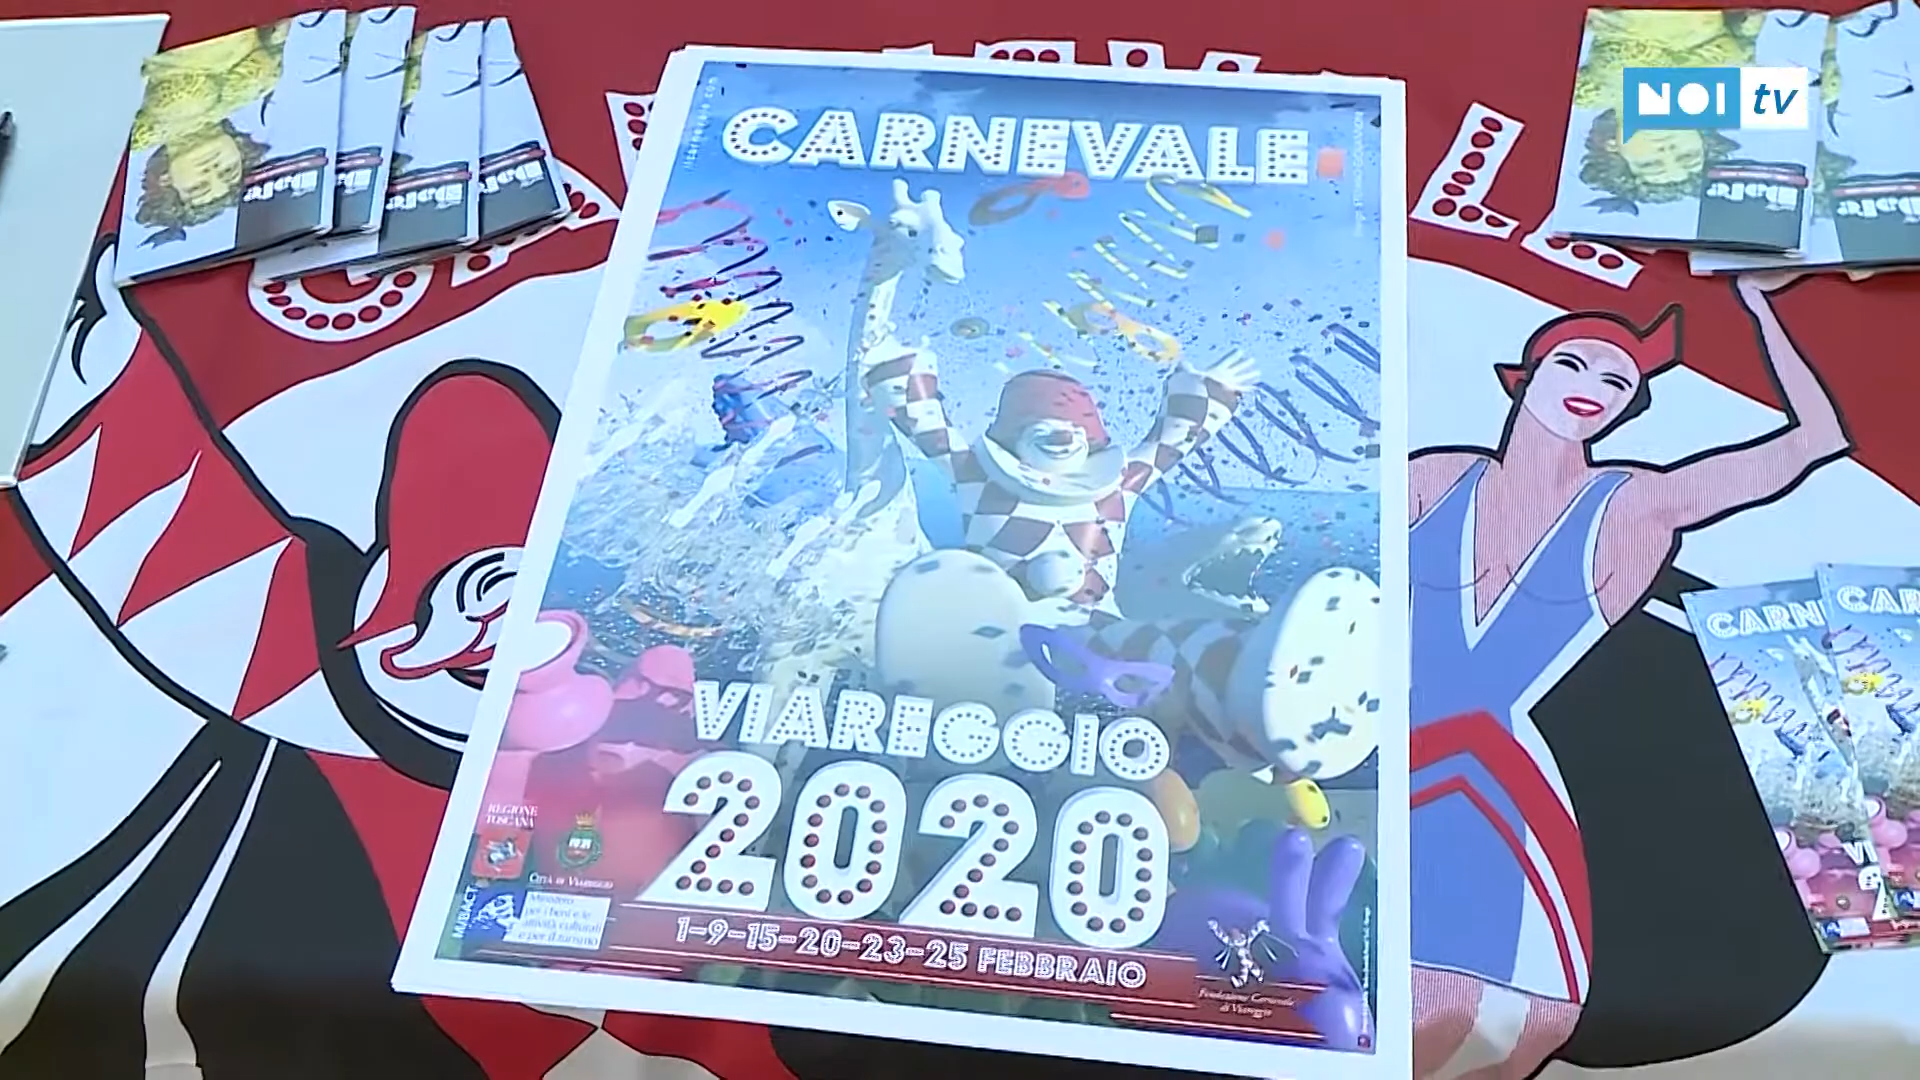 NOI tv
CARNEVALE
VIAREGGIO
2020
1-9-15-20-23-25 FEBBRAIO
REGIONE
TOSCANA
CITTÀ DI VIAREGGIO
MiBACT
Ministero
per i beni e le
attività culturali
e per il turismo
Fondazione Carnevale
di Viareggio
CARN
CAR
VI